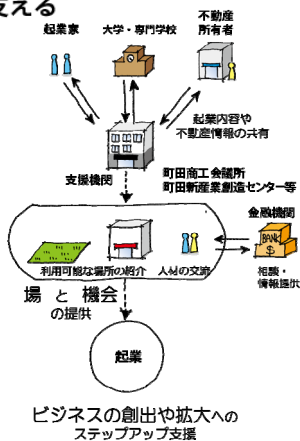 支える
起業家
大学・専門学校
不動産
所有者
起業内容や
不動産情報の共有
支援機関
町田商工会議所
町田新産業創造センター等
金融機関
BANK
$
利用可能な場所の紹介
人材の交流
相談・
情報提供
場 と 機会
の提供
起業
ビジネスの創出や拡大への
ステップアップ支援